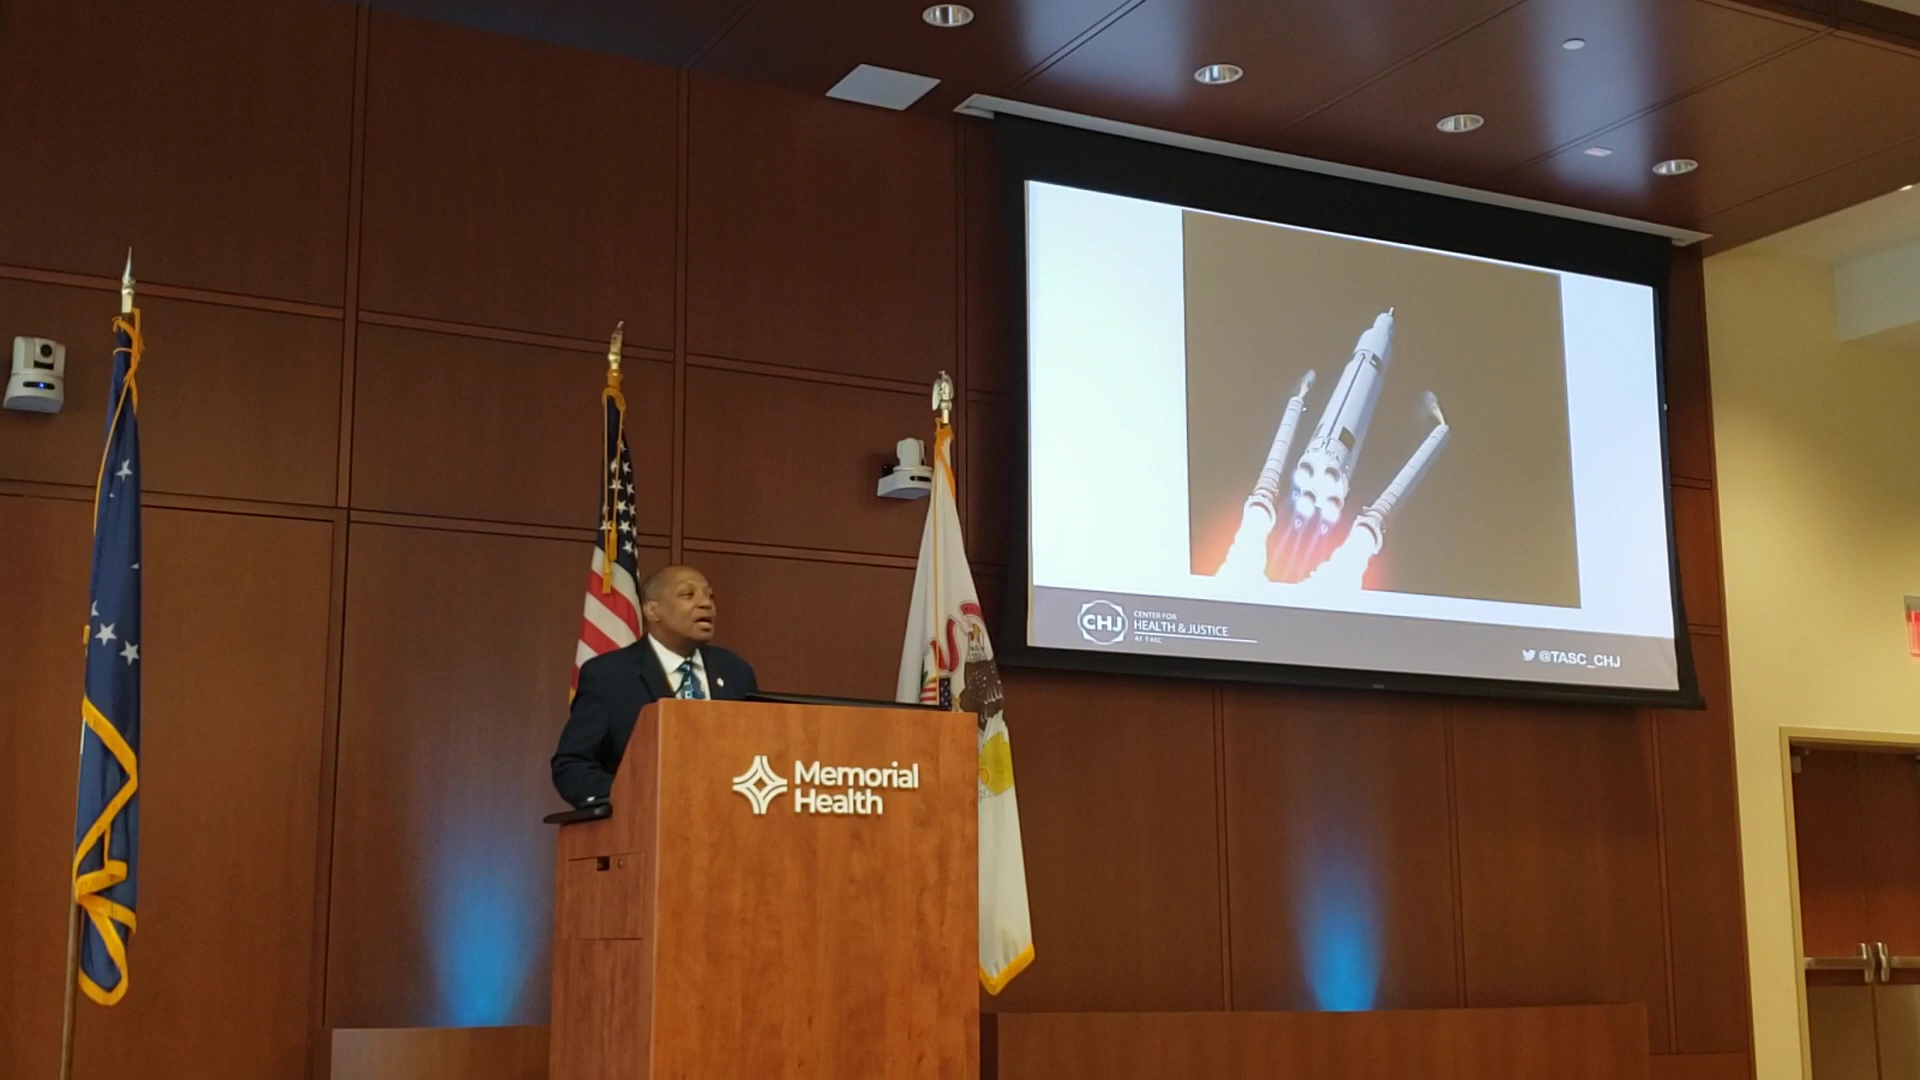 CHJ
CENTER FOR
HEALTH & JUSTICE
AT TASC
@TASC_CHJ
Memorial
Health